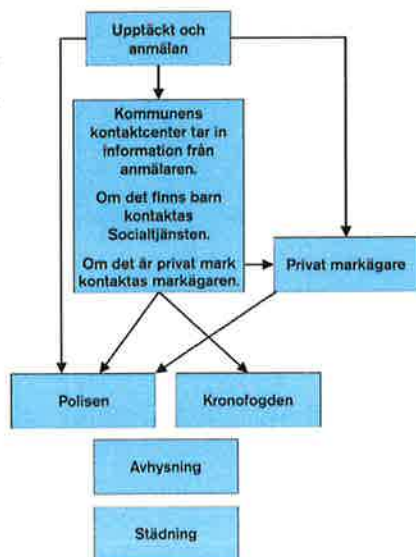 Upptäckt och
anmälan
Kommunens
kontaktcenter tar in
information från
anmälaren.
Om det finns barn
kontaktas
Socialtjänsten.
Om det är privat mark
kontaktas markägaren.
Privat markägare
Polisen
Kronofogden
Avhysning
Städning